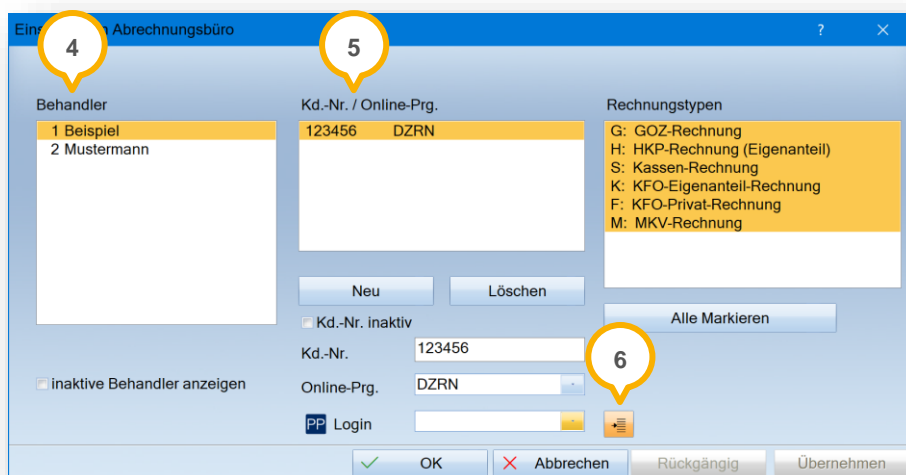 Eins
Abrechnungsbüro
?
4
5
Behandler
Kd.-Nr. / Online-Prg.
Rechnungstypen
1 Beispiel
2 Mustermann
123456 DZRN
G: GOZ-Rechnung
H: HKP-Rechnung (Eigenanteil)
S: Kassen-Rechnung
K: KFO-Eigenanteil-Rechnung
F: KFO-Privat-Rechnung
M: MKV-Rechnung
Neu
Löschen
Alle Markieren
Kd.-Nr. inaktiv
Kd.-Nr.
123456
6
inaktive Behandler anzeigen
Online-Prg.
DZRN
PP Login
OK
Abbrechen
Rückgängig
Übernehmen